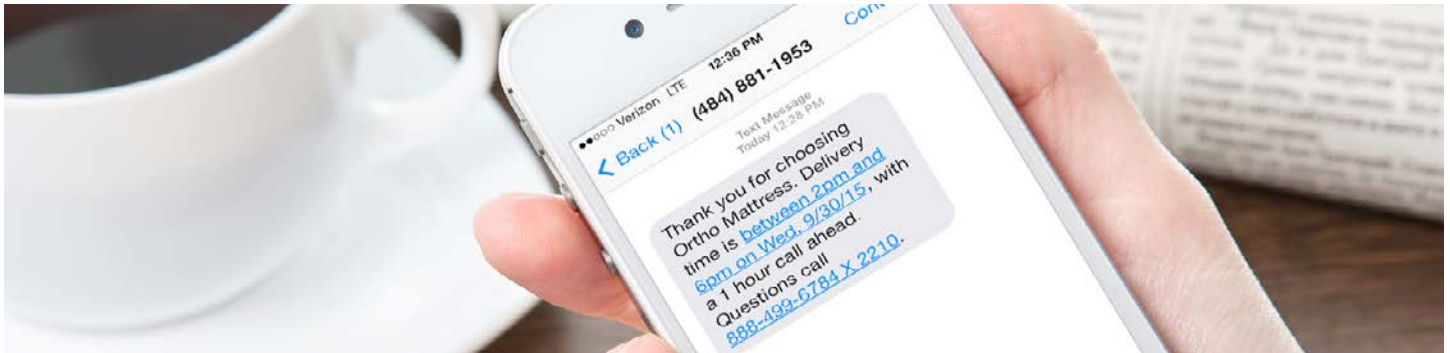 Verizon LTE 12:36 PM
Back (1) (484) 881-1953 Cont
Text Message
Today 12:28 PM
Thank you for choosing
Ortho Mattress. Delivery
time is between 2pm and
6pm on Wed, 9/30/15, with
a 1 hour call ahead.
Questions call
888-499-6784 X 2210.